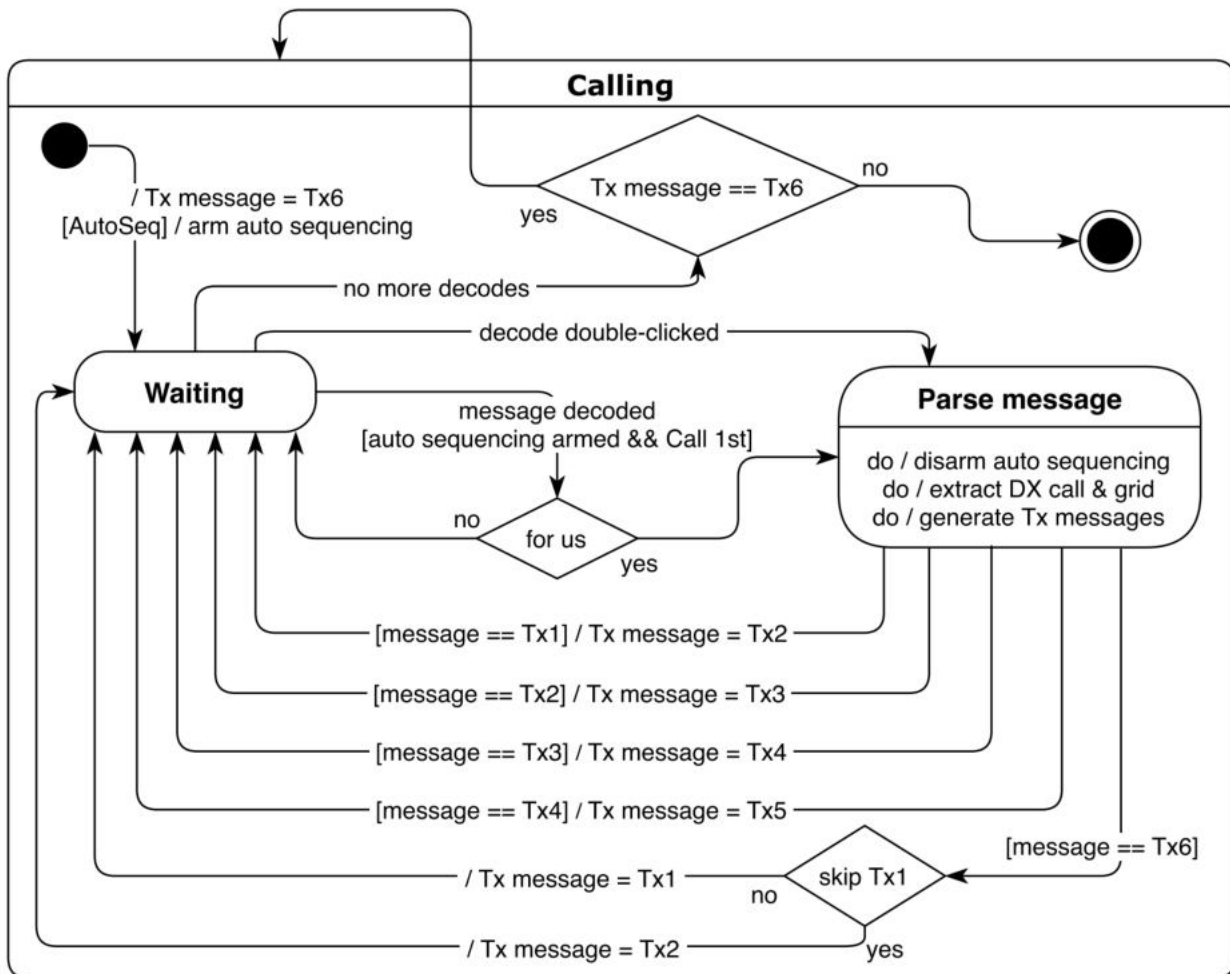 Calling
Tx message == Tx6
yes
no
/ Tx message = Tx6
[AutoSeq] / arm auto sequencing
no more decodes
decode double-clicked
Waiting
message decoded
[auto sequencing armed && Call 1st]
for us
no
yes
Parse message
do / disarm auto sequencing
do / extract DX call & grid
do / generate Tx messages
[message == Tx1] / Tx message = Tx2
[message == Tx2] / Tx message = Tx3
[message == Tx3] / Tx message = Tx4
[message == Tx4] / Tx message = Tx5
[message == Tx6]
skip Tx1
no
/ Tx message = Tx1
yes
/ Tx message = Tx2